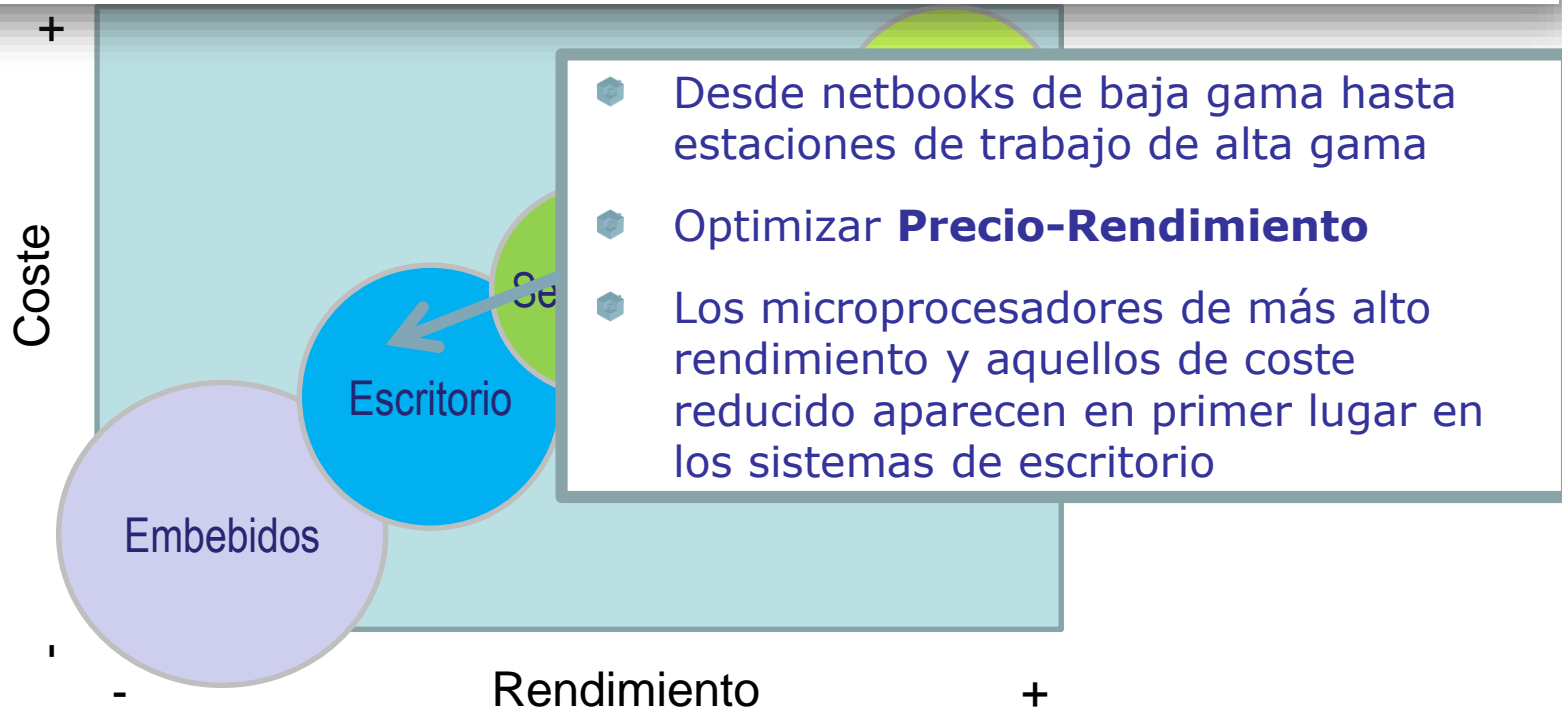 +
Desde netbooks de baja gama hasta
estaciones de trabajo de alta gama
Optimizar Precio-Rendimiento
Los microprocesadores de más alto
rendimiento y aquellos de coste
reducido aparecen en primer lugar en
los sistemas de escritorio
Coste
Escritorio
Embebidos
-
-
Rendimiento
+